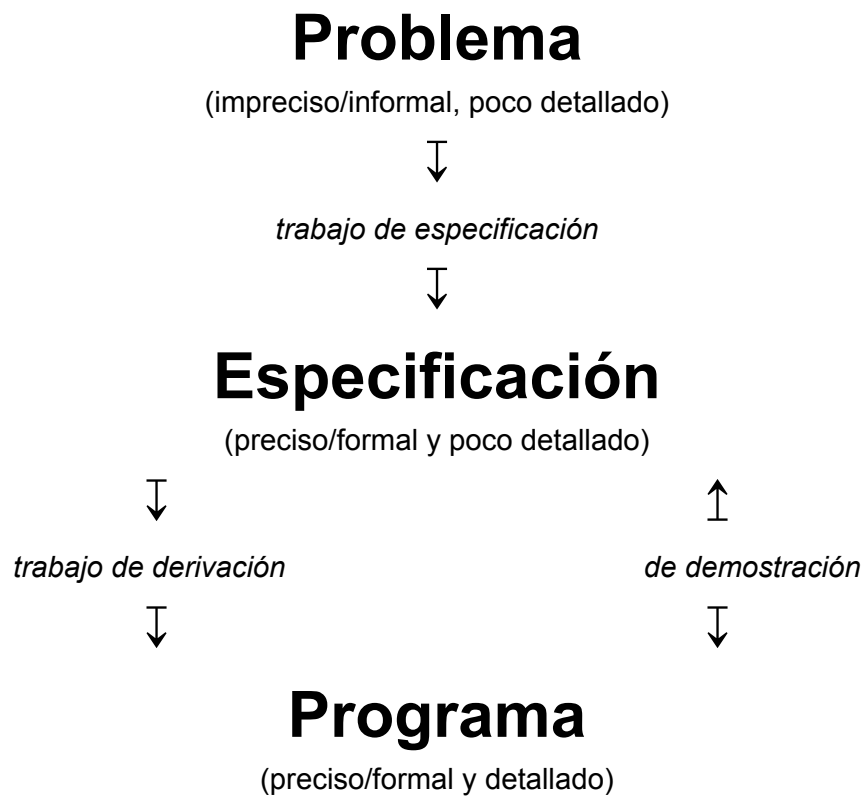 Problema
(impreciso/informal, poco detallado)
trabajo de especificación
Especificación
(preciso/formal y poco detallado)
trabajo de derivación
de demostración
Programa
(preciso/formal y detallado)